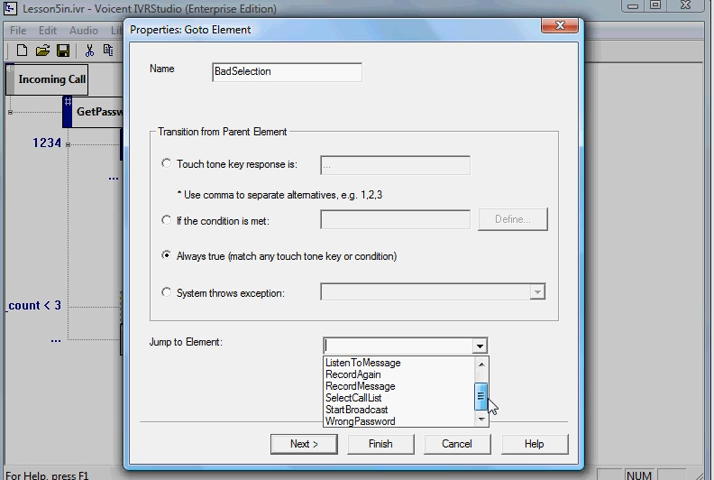 Lesson5in.ivr - Voicent IVRStudio (Enterprise Edition)
File Edit Audio
Properties: Goto Element
Incoming Call
Name
BadSelection
GetPassw
1234
...
Transition from Parent Element
Touch tone key response is:
...
* Use comma to separate alternatives, e.g. 1,2,3
If the condition is met:
Define...
Always true (match any touch tone key or condition)
System throws exception:
_count < 3
...
Jump to Element:
ListenToMessage
RecordAgain
RecordMessage
SelectCallList
StartBroadcast
WrongPassword
Next > Finish Cancel Help
For Help, press F1
NUM